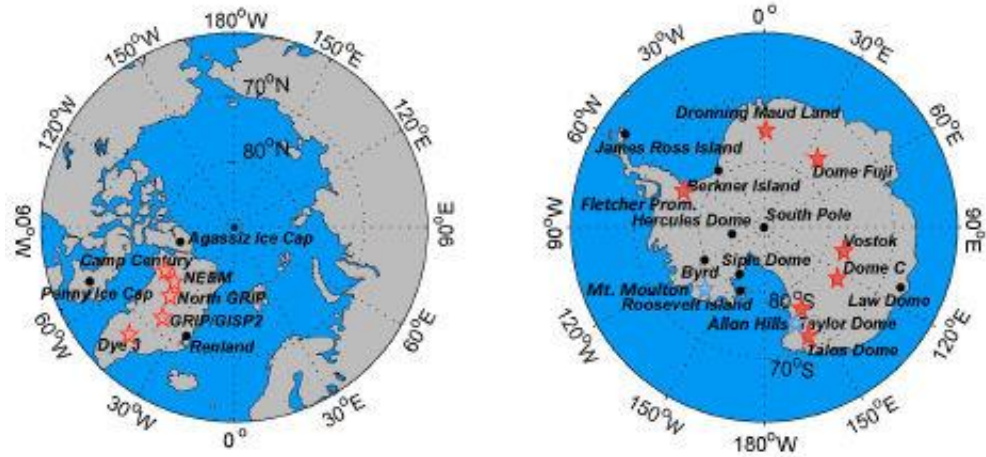 180°W
150°W
150°E
70°N
120°W
120°E
80°N
90°W
90°E
Agassiz Ice Cap
Camp Century
NEEM
Penny Ice Cap
North GRIP
GRIP/GISP2
60°W
60°E
Dye 3
Renland
30°W
30°E
0°
0°
30°W
30°E
Dronning Maud Land
60°W
60°E
James Ross Island
Dome Fuji
Berkner Island
Fletcher Prom.
Hercules Dome
South Pole
90°W
90°E
Vostok
Byrd
Siple Dome
Dome C
Mt. Moulton
Roosevelt Island
Law Dome
80°S
Allan Hills
Taylor Dome
120°W
120°E
Talos Dome
70°S
150°W
150°E
180°W